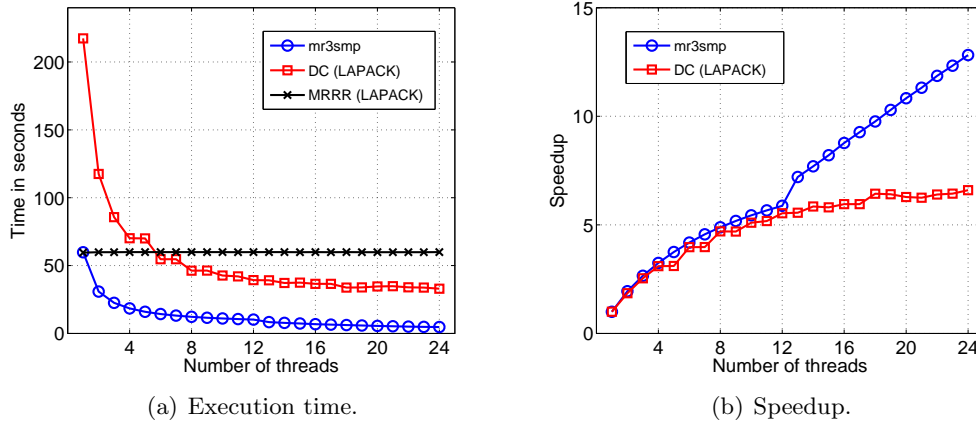 200
150
100
50
0
4
8
12
16
20
24
Time in seconds
Number of threads
mr3smp
DC (LAPACK)
MRRR (LAPACK)
(a) Execution time.
15
10
5
0
4
8
12
16
20
24
Speedup
Number of threads
mr3smp
DC (LAPACK)
(b) Speedup.